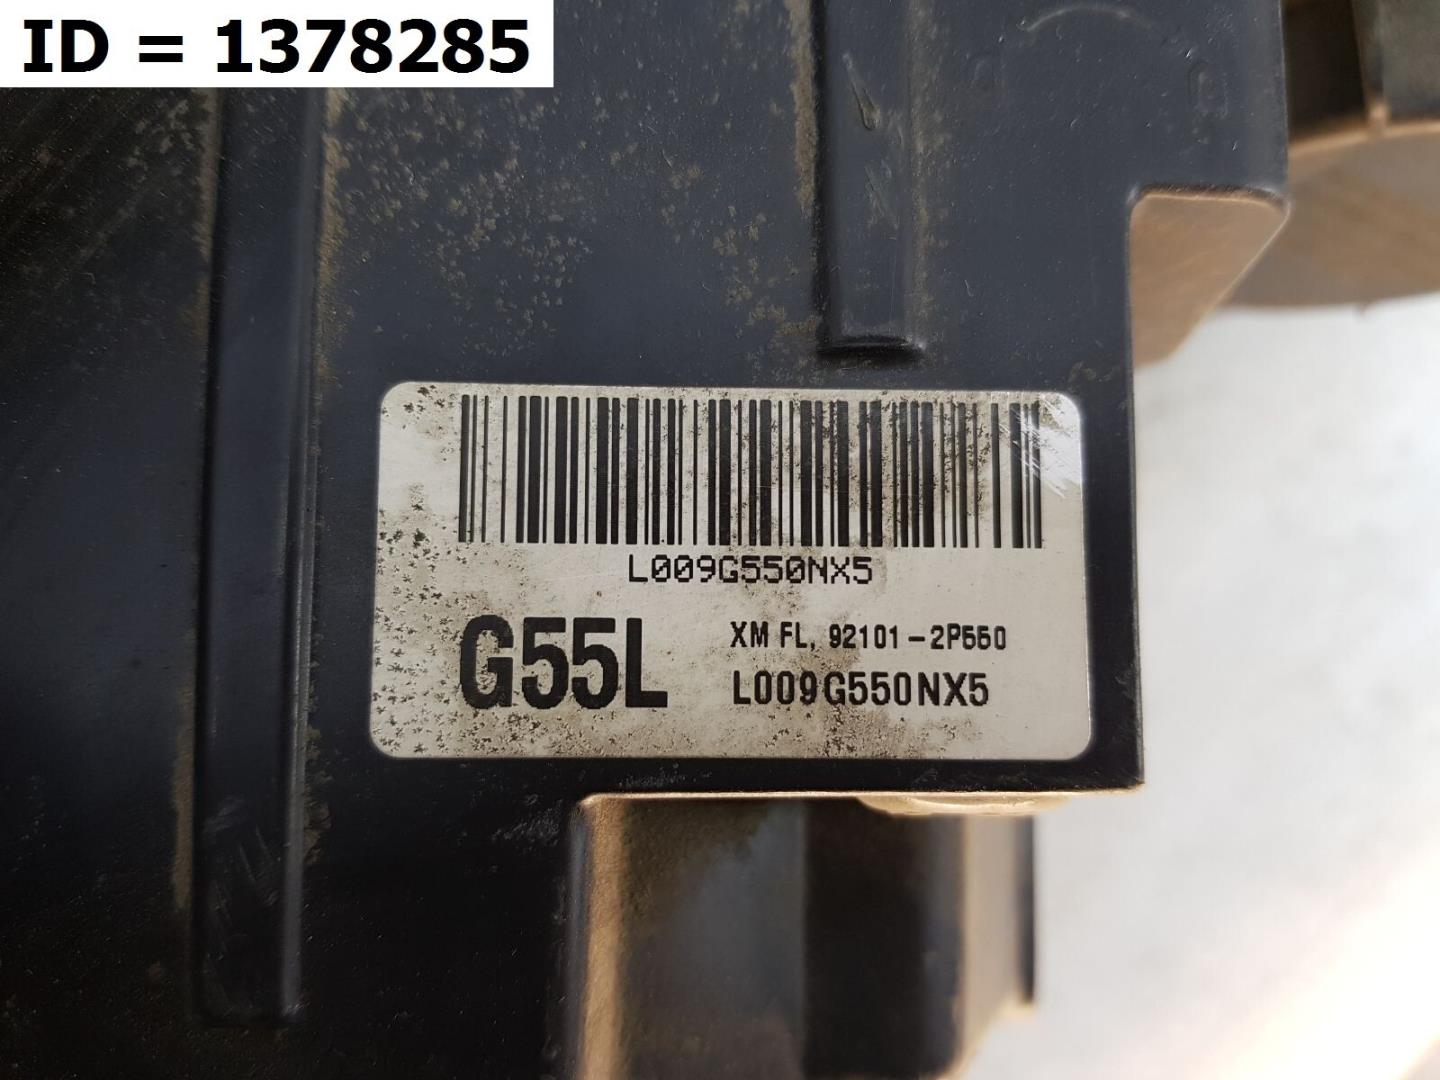 ID = 1378285
L009G550NX5
G55L
XM FL, 92101-2P550
L009G550NX5